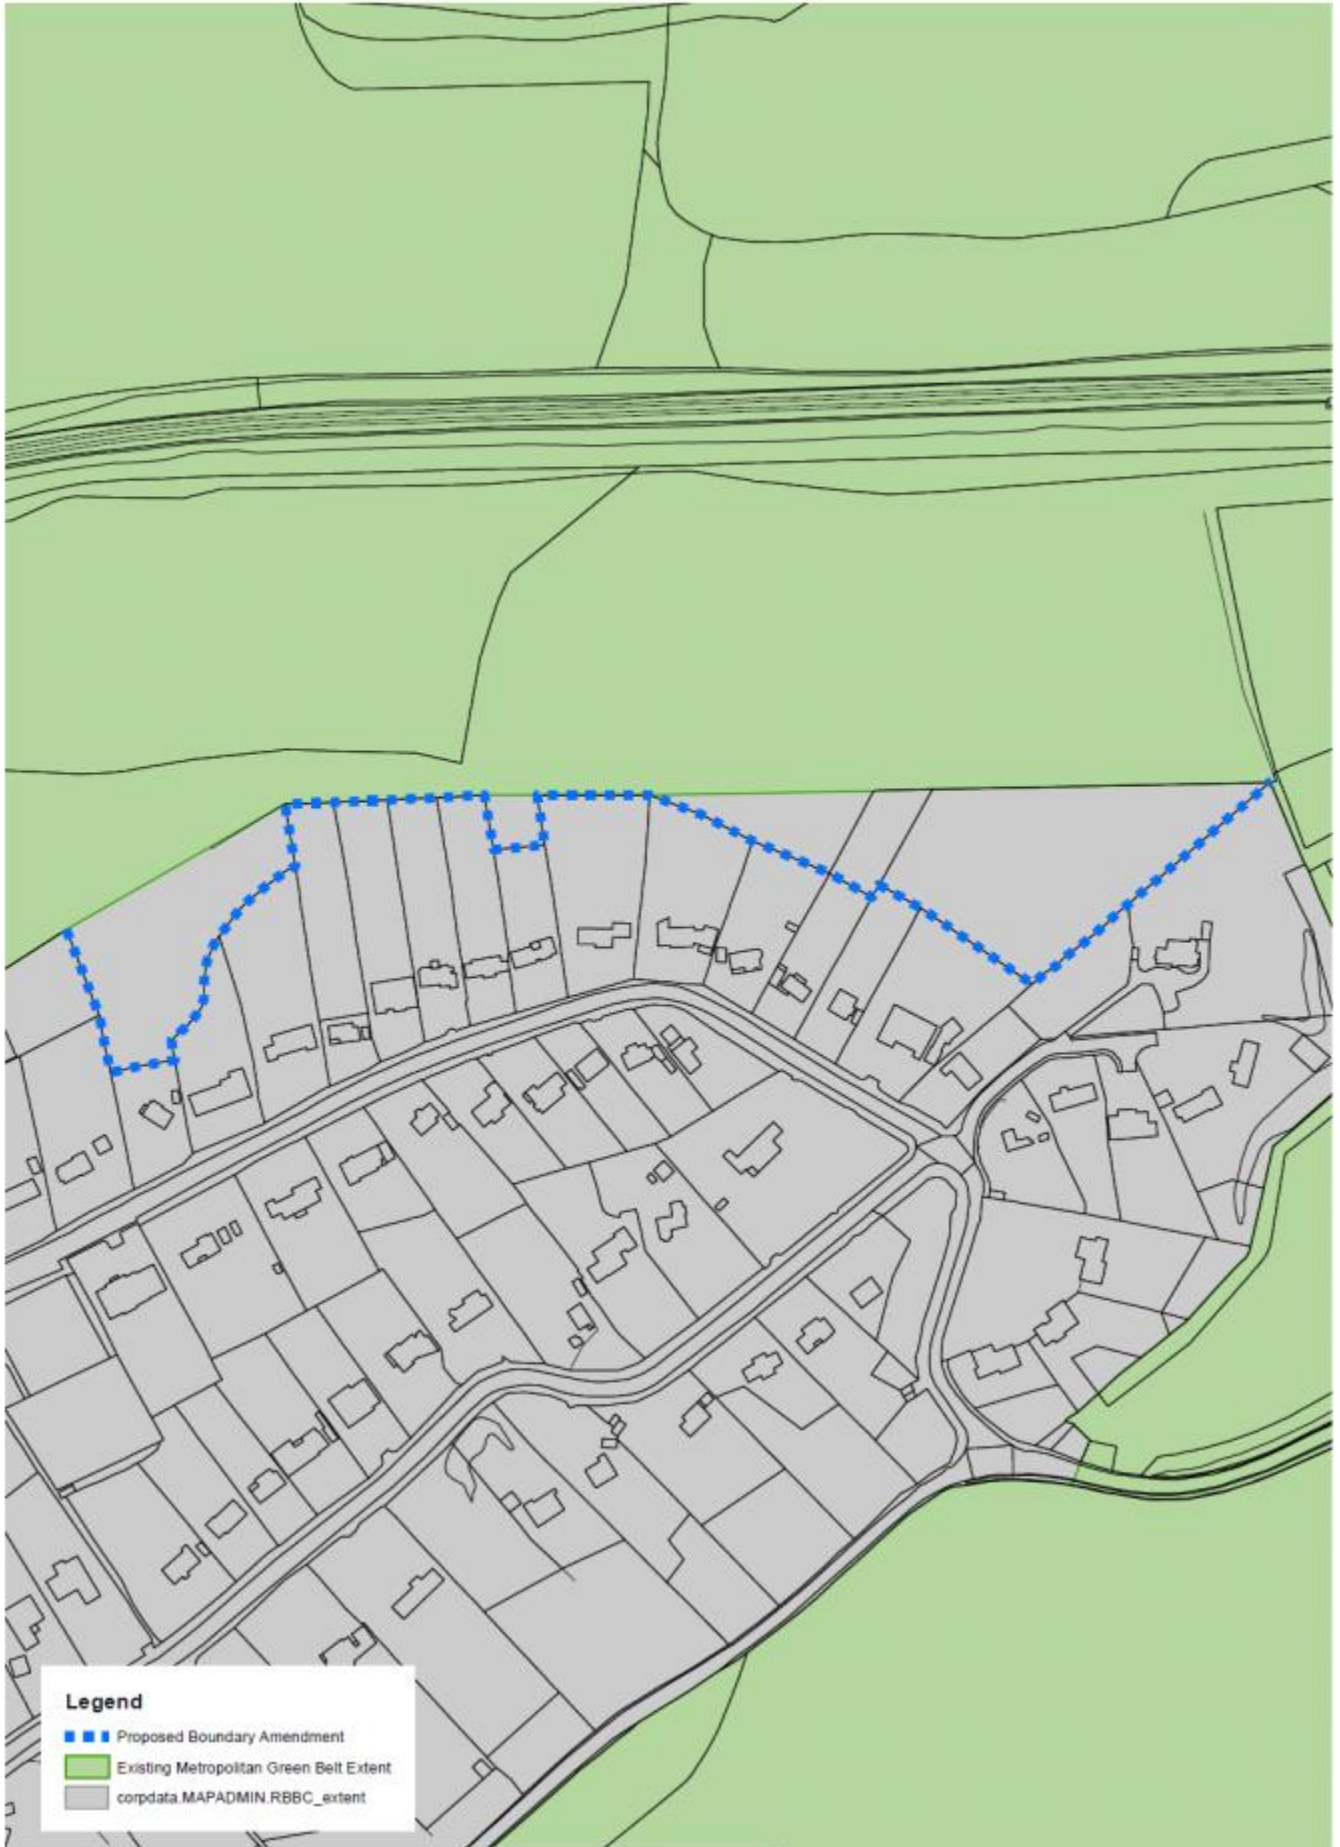 Legend
Proposed Boundary Amendment
Existing Metropolitan Green Belt Extent
corpdata.MAPADMIN.RBBC_extent